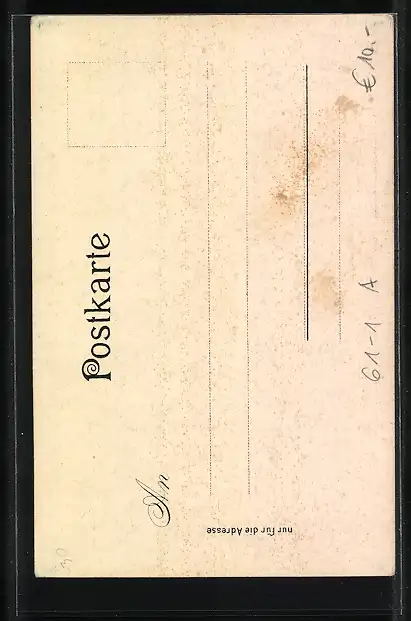 Postkarte
An
nur für die Adresse
61-1 A
€ 10.-